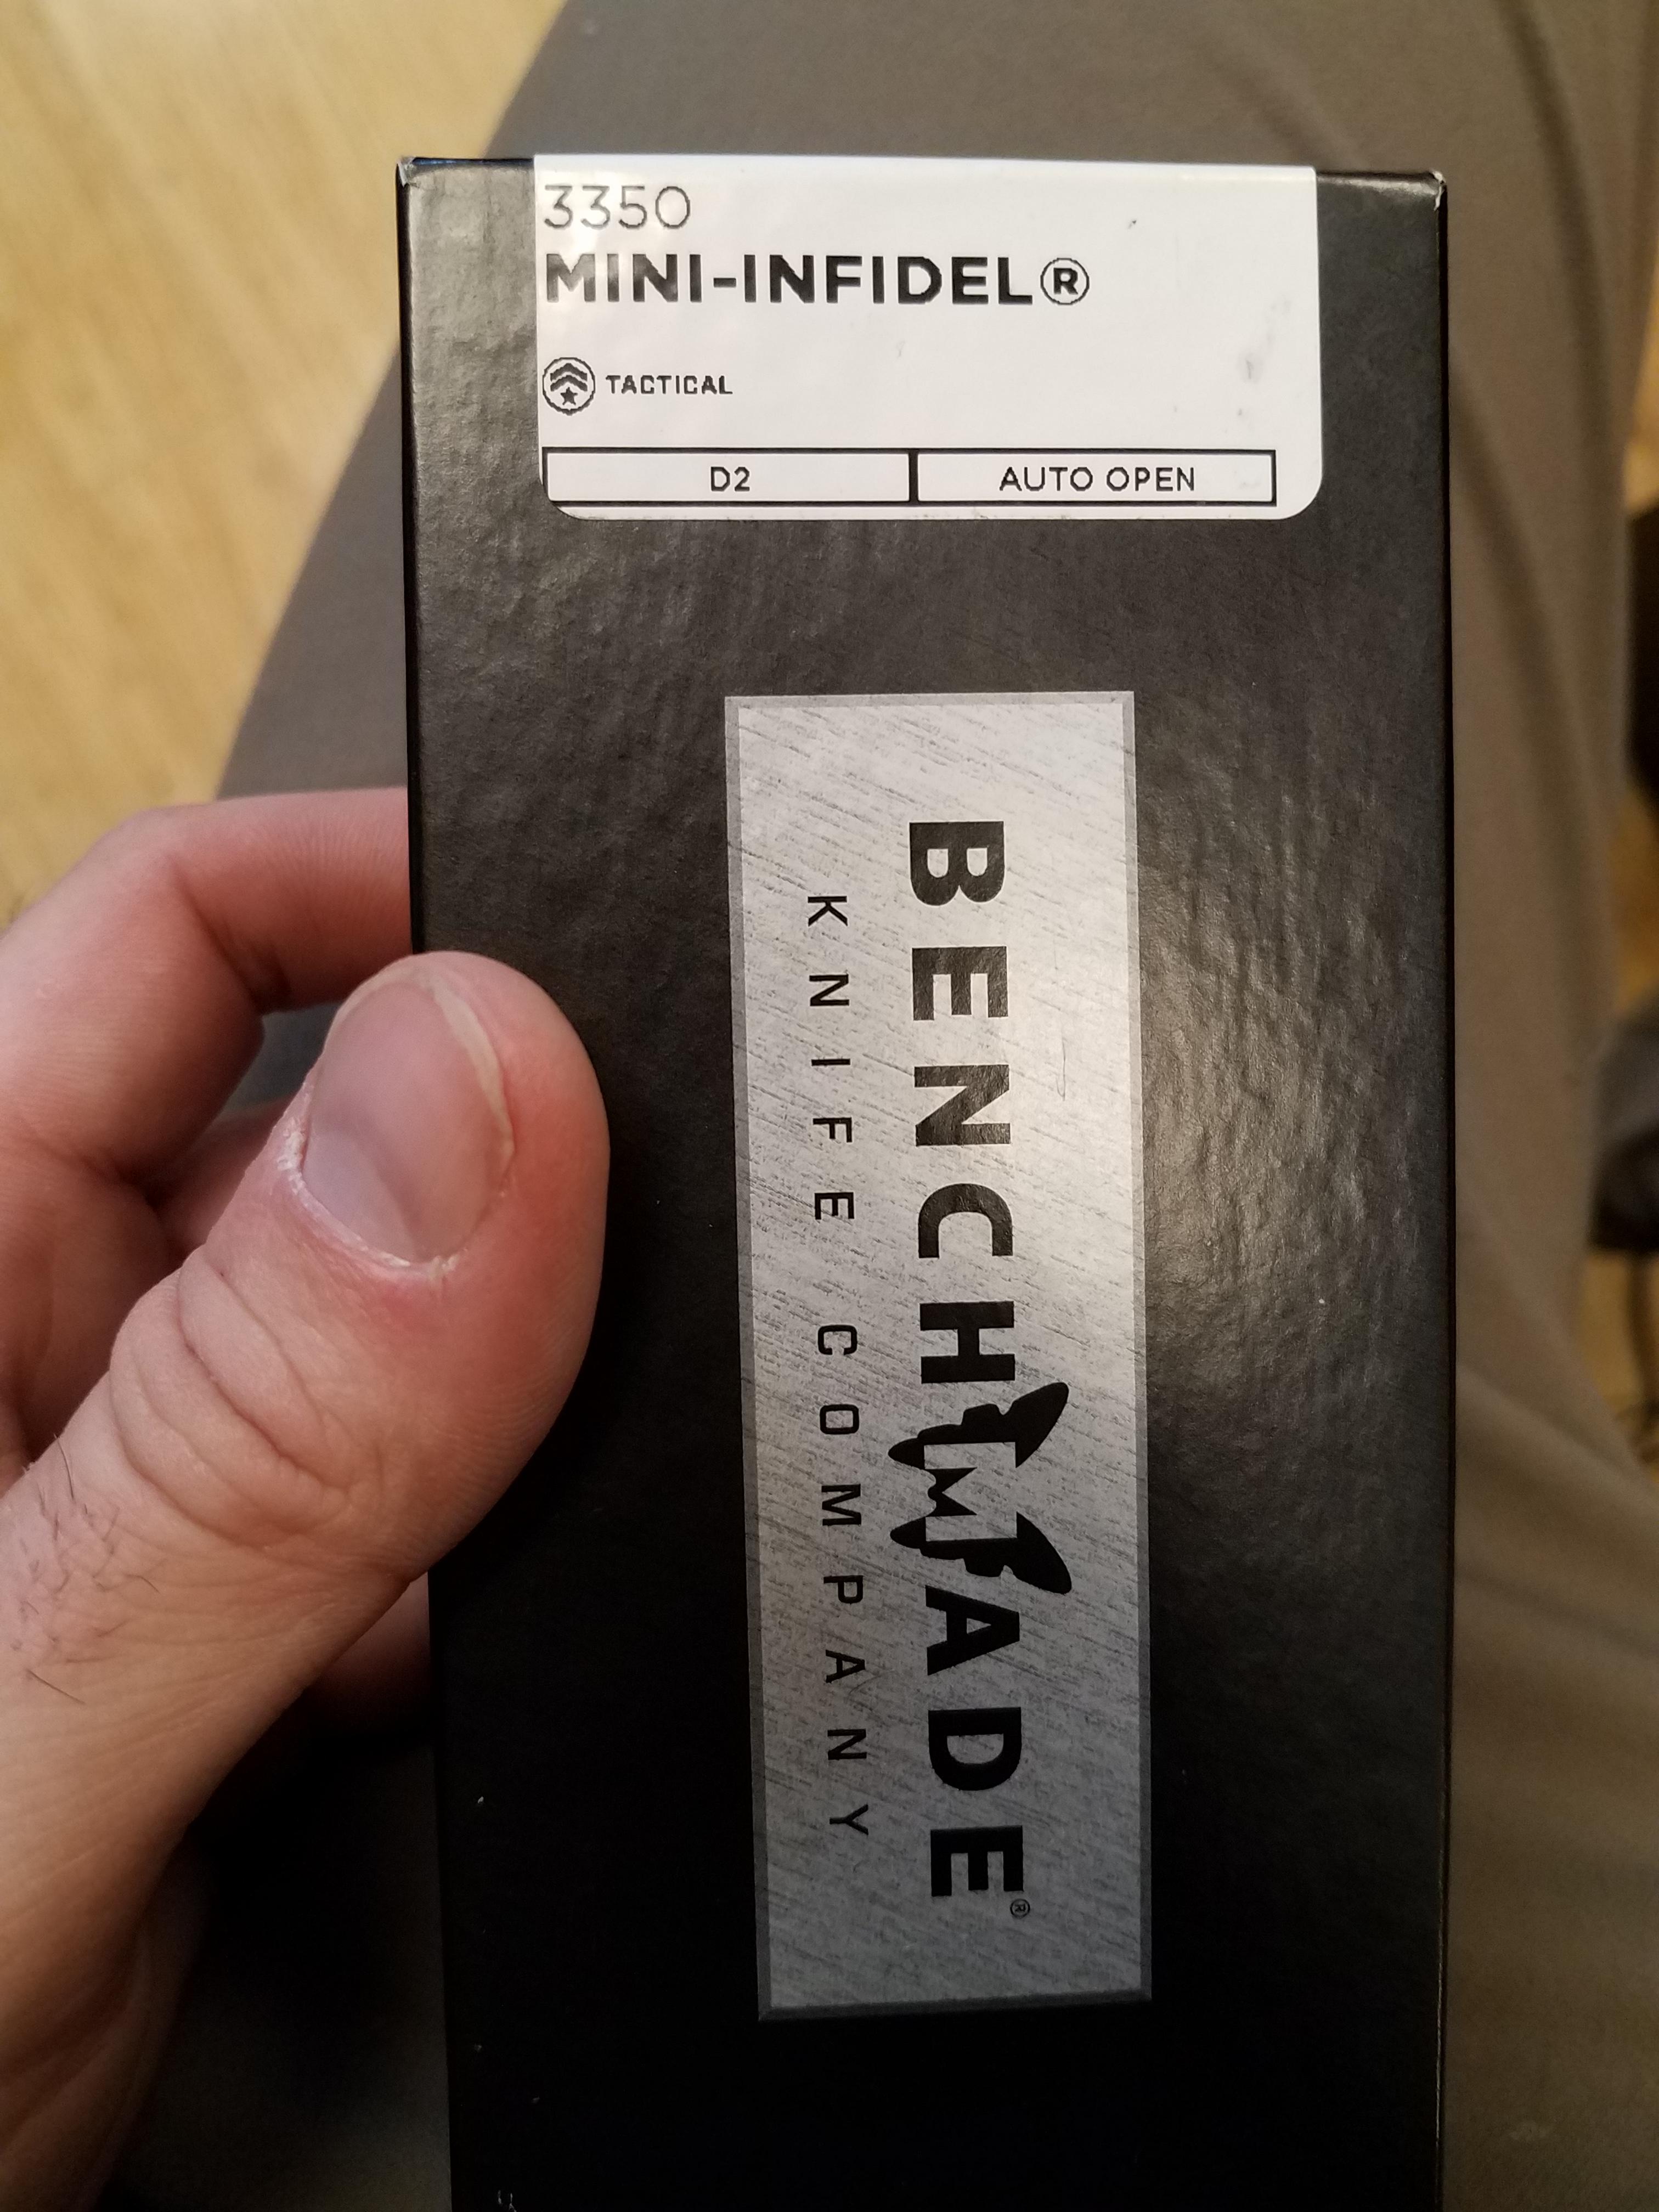 3350
MINI-INFIDEL®
TACTICAL
D2
AUTO OPEN
BENCHMADE®
KNIFE COMPANY